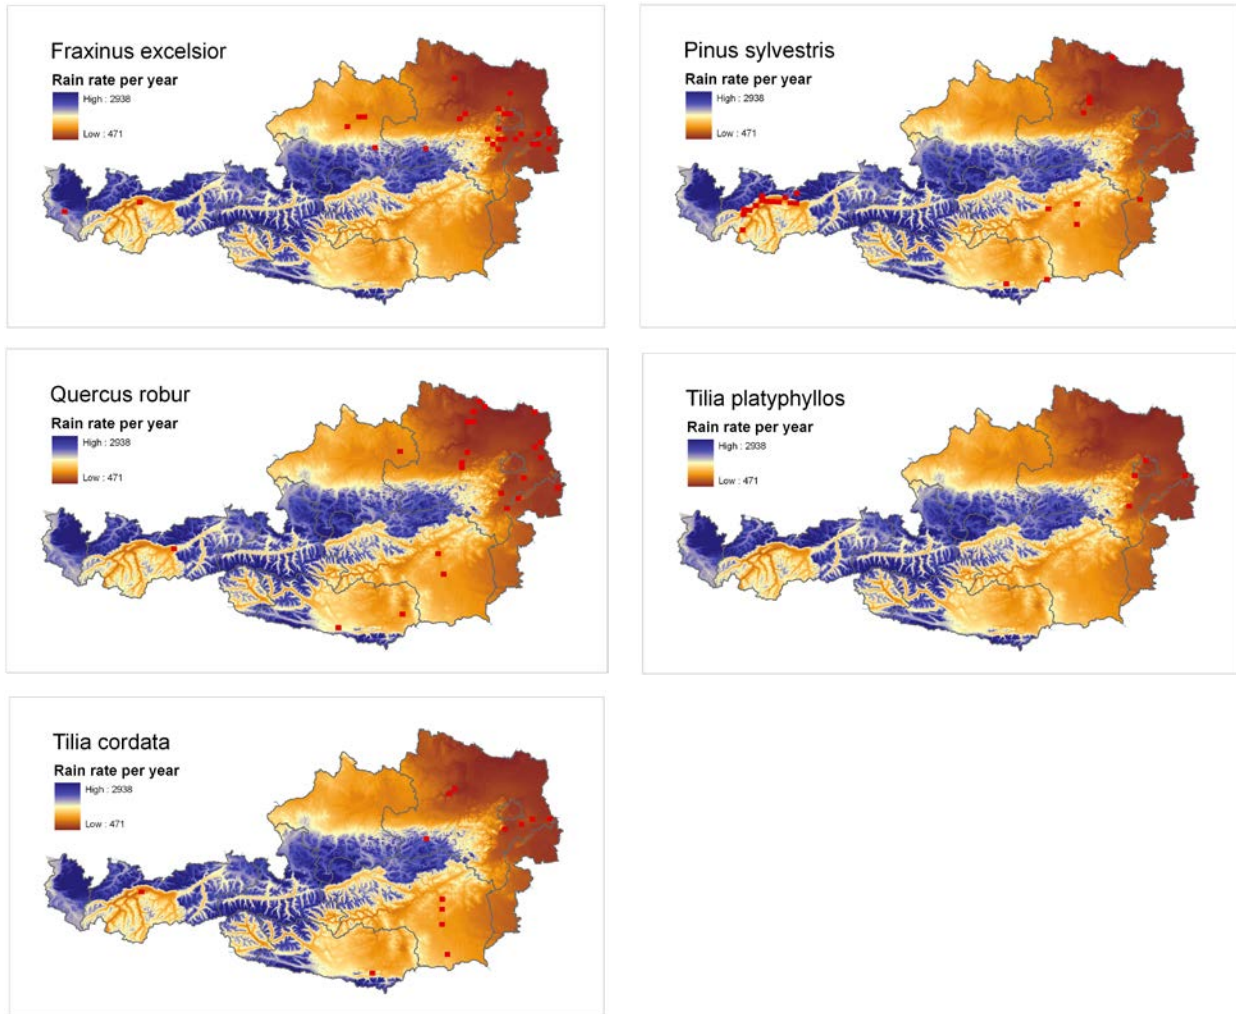 Fraxinus excelsior
Rain rate per year
High : 2938
Low : 471
Pinus sylvestris
Rain rate per year
High : 2938
Low : 471
Quercus robur
Rain rate per year
High : 2938
Low : 471
Tilia platyphyllos
Rain rate per year
High : 2938
Low : 471
Tilia cordata
Rain rate per year
High : 2938
Low : 471